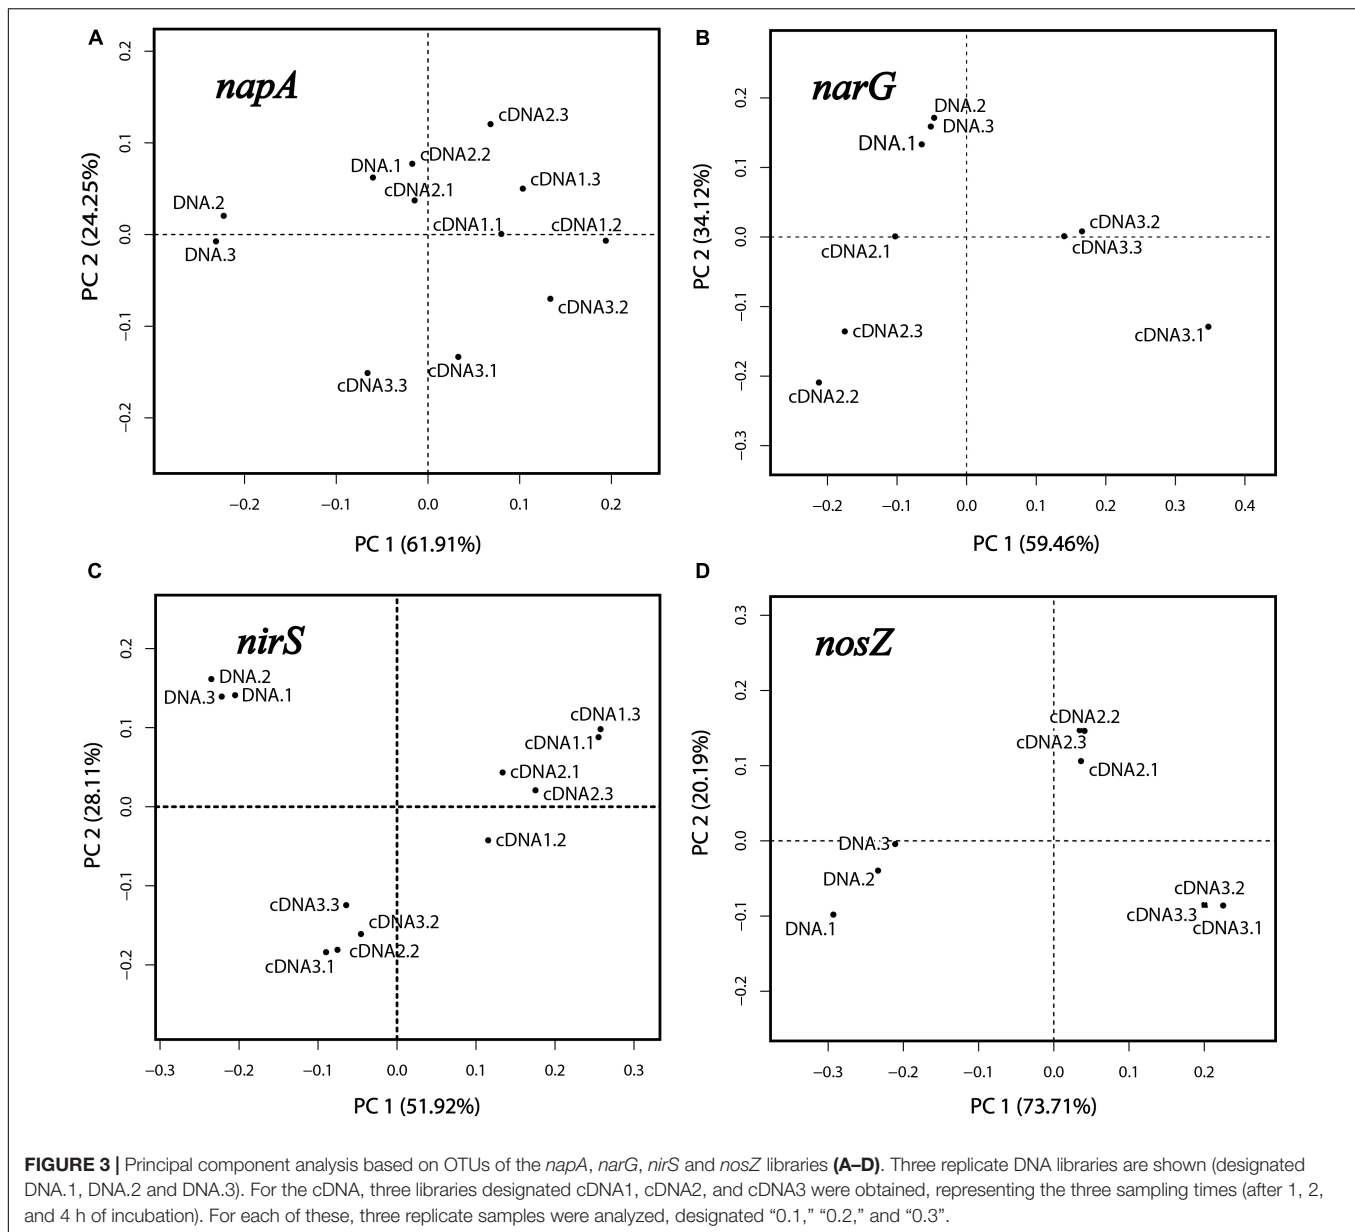 A
napA
0.2
0.1
0.0
−0.1
−0.2
PC 2 (24.25%)
cDNA2.3
cDNA2.2
DNA.1
cDNA2.1
cDNA1.3
DNA.2
cDNA1.1
cDNA1.2
DNA.3
cDNA3.2
cDNA3.1
cDNA3.3
−0.2
−0.1
0.0
0.1
0.2
PC 1 (61.91%)
B
narG
0.2
0.1
0.0
−0.1
−0.2
−0.3
PC 2 (34.12%)
DNA.2
DNA.3
DNA.1
cDNA3.2
cDNA2.1
cDNA3.3
cDNA2.3
cDNA3.1
cDNA2.2
−0.2
−0.1
0.0
0.1
0.2
0.3
0.4
PC 1 (59.46%)
C
nirS
0.2
0.1
0.0
−0.1
−0.2
PC 2 (28.11%)
DNA.2
DNA.3
DNA.1
cDNA1.3
cDNA1.1
cDNA2.1
cDNA2.3
cDNA1.2
cDNA3.3
cDNA3.2
cDNA2.2
cDNA3.1
−0.3
−0.2
−0.1
0.0
0.1
0.2
0.3
PC 1 (51.92%)
D
nosZ
0.3
0.2
0.1
0.0
−0.1
−0.2
PC 2 (20.19%)
cDNA2.2
cDNA2.3
cDNA2.1
DNA.3
DNA.2
cDNA3.2
DNA.1
cDNA3.3
cDNA3.1
−0.3
−0.2
−0.1
0.0
0.1
0.2
PC 1 (73.71%)
FIGURE 3 | Principal component analysis based on OTUs of the napA, narG, nirS and nosZ libraries (A–D). Three replicate DNA libraries are shown (designated
DNA.1, DNA.2 and DNA.3). For the cDNA, three libraries designated cDNA1, cDNA2, and cDNA3 were obtained, representing the three sampling times (after 1, 2,
and 4 h of incubation). For each of these, three replicate samples were analyzed, designated “0.1,” “0.2,” and “0.3”.